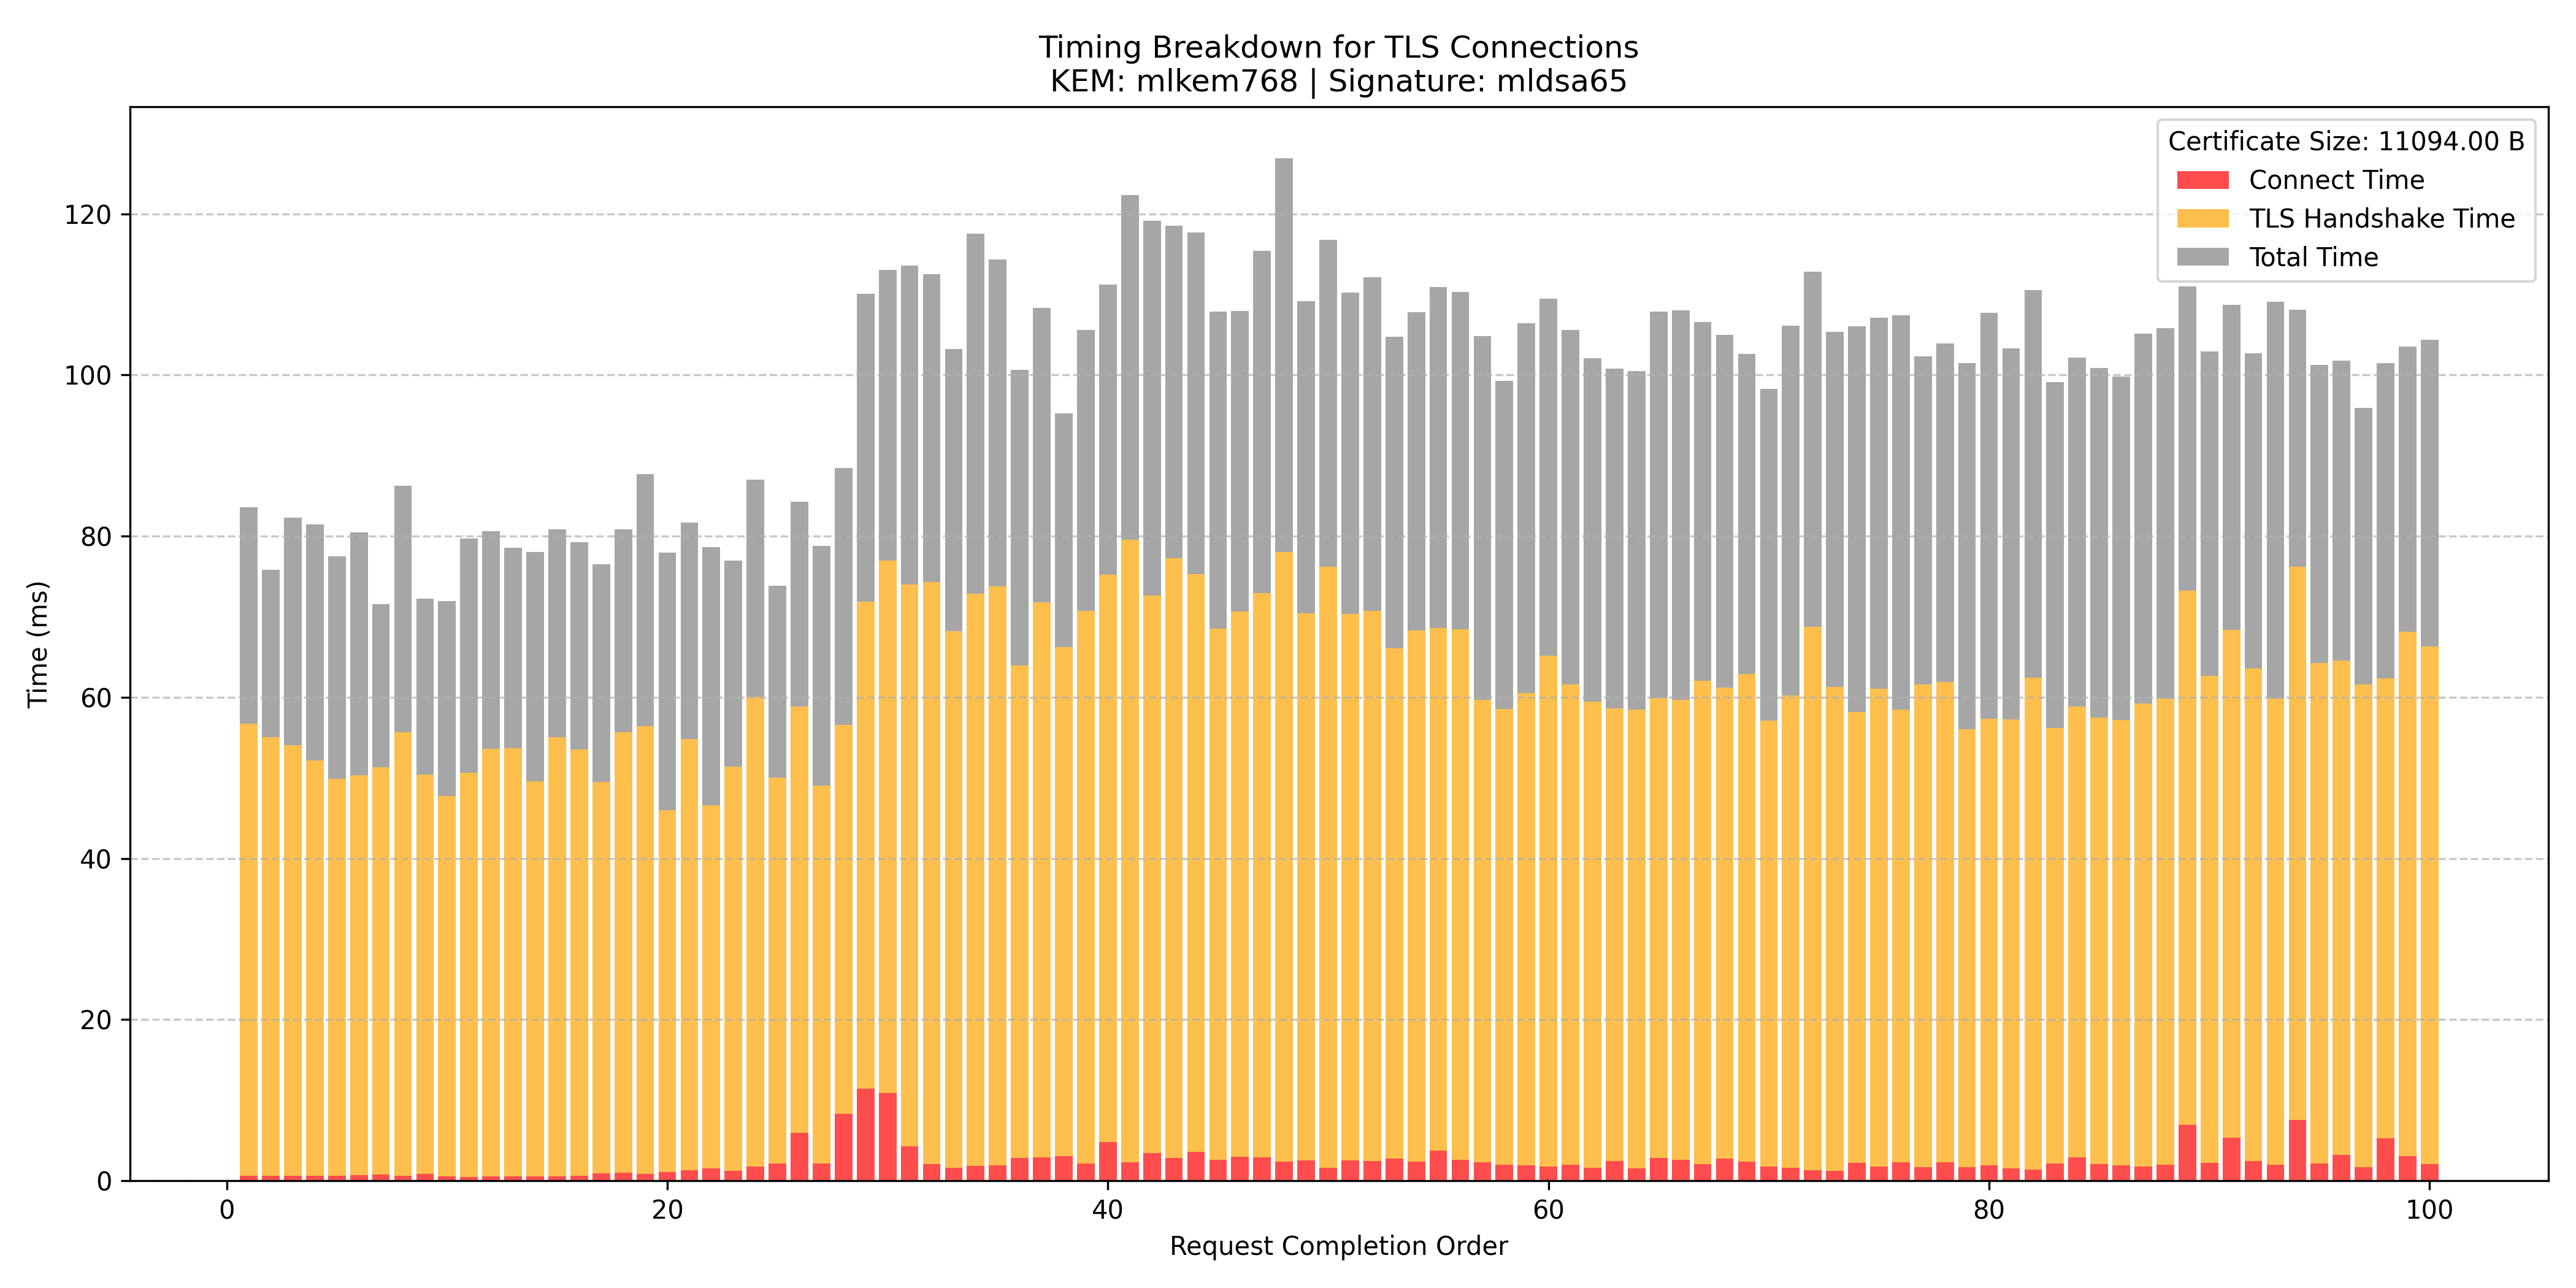 Timing Breakdown for TLS Connections
KEM: mlkem768 | Signature: mldsa65
Certificate Size: 11094.00 B
Connect Time
TLS Handshake Time
Total Time
Time (ms)
120
100
80
60
40
20
0
0 20 40 60 80 100
Request Completion Order